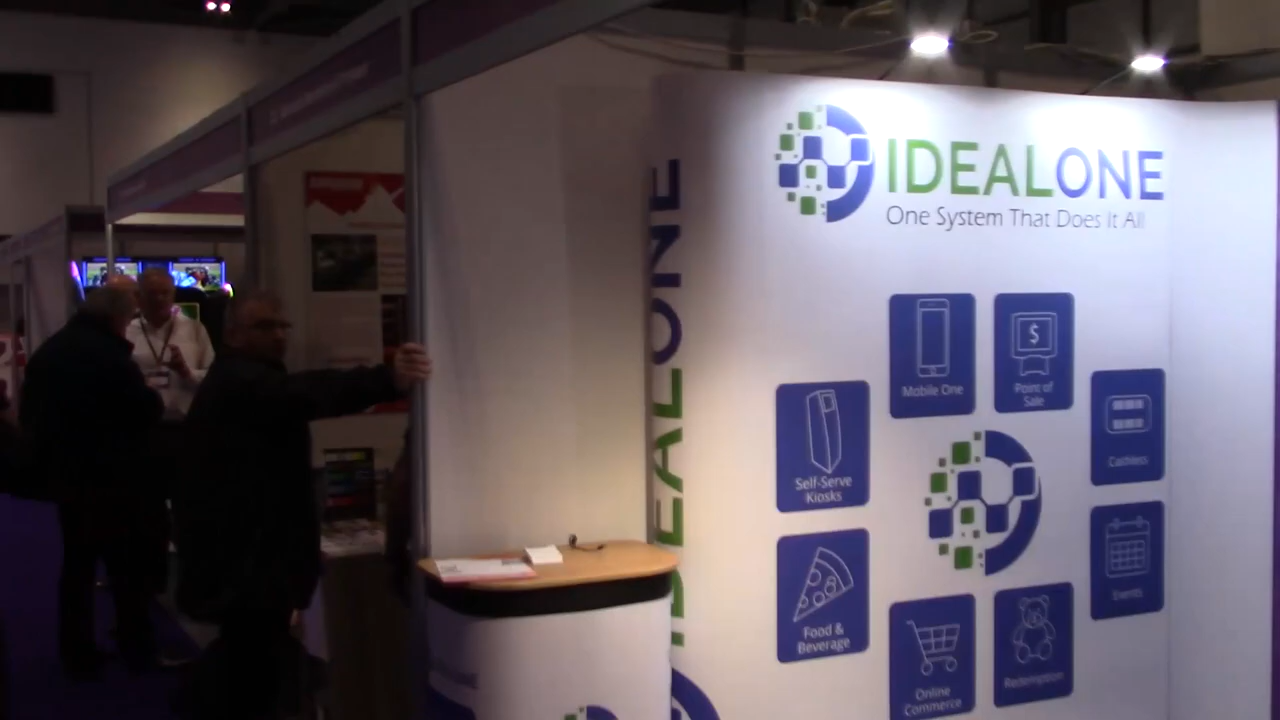 IDEALONE
One System That Does It All
IDEALONE
Mobile One
Point of
Sale
Self-Serve
Kiosks
Cashless
Food &
Beverage
Events
Online
Commerce
Redemption